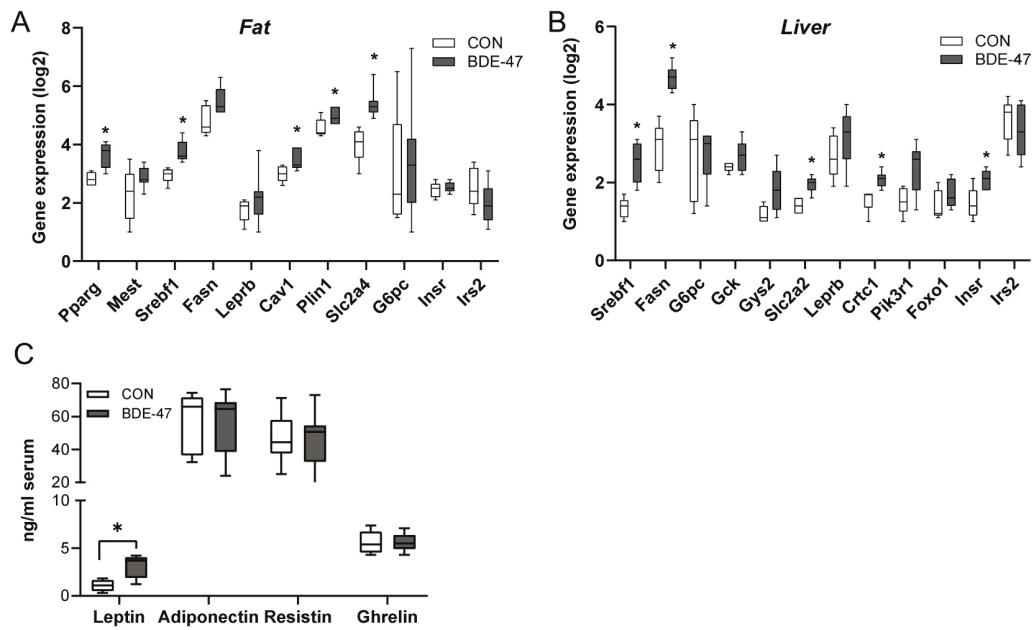 A
Fat
Gene expression (log2)
8
6
4
2
0
CON
BDE-47
*
*
*
*
*
Pparg
Mest
Srebf1
Fasn
Leprb
Cav1
Plin1
Slc2a4
G6pc
Insr
Irs2
B
Liver
Gene expression (log2)
6
4
2
0
CON
BDE-47
*
*
*
*
*
Srebf1
Fasn
G6pc
Gck
Gys2
Slc2a2
Leprb
Crtc1
Pik3r1
Foxo1
Insr
Irs2
C
ng/ml serum
80
60
40
20
10
5
0
CON
BDE-47
*
Leptin
Adiponectin
Resistin
Ghrelin